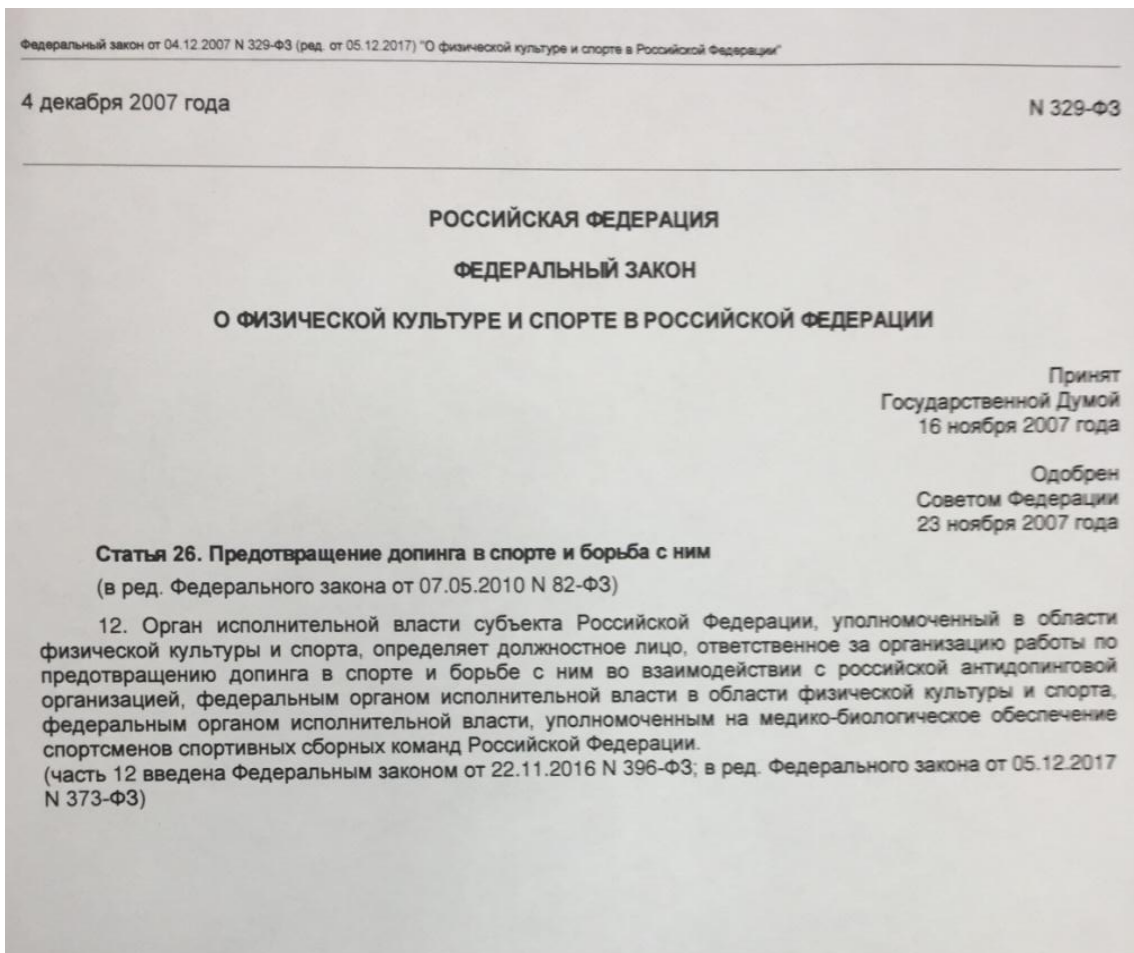 Федеральный закон от 04.12.2007 N 329-ФЗ (ред. от 05.12.2017) "О физической культуре и спорте в Российской Федерации"
4 декабря 2007 года
N 329-ФЗ
РОССИЙСКАЯ ФЕДЕРАЦИЯ
ФЕДЕРАЛЬНЫЙ ЗАКОН
О ФИЗИЧЕСКОЙ КУЛЬТУРЕ И СПОРТЕ В РОССИЙСКОЙ ФЕДЕРАЦИИ
Принят
Государственной Думой
16 ноября 2007 года
Одобрен
Советом Федерации
23 ноября 2007 года
Статья 26. Предотвращение допинга в спорте и борьба с ним
(в ред. Федерального закона от 07.05.2010 N 82-ФЗ)
12. Орган исполнительной власти субъекта Российской Федерации, уполномоченный в области
физической культуры и спорта, определяет должностное лицо, ответственное за организацию работы по
предотвращению допинга в спорте и борьбе с ним во взаимодействии с российской антидопинговой
организацией, федеральным органом исполнительной власти в области физической культуры и спорта,
федеральным органом исполнительной власти, уполномоченным на медико-биологическое обеспечение
спортсменов спортивных сборных команд Российской Федерации.
(часть 12 введена Федеральным законом от 22.11.2016 N 396-ФЗ; в ред. Федерального закона от 05.12.2017
N 373-ФЗ)